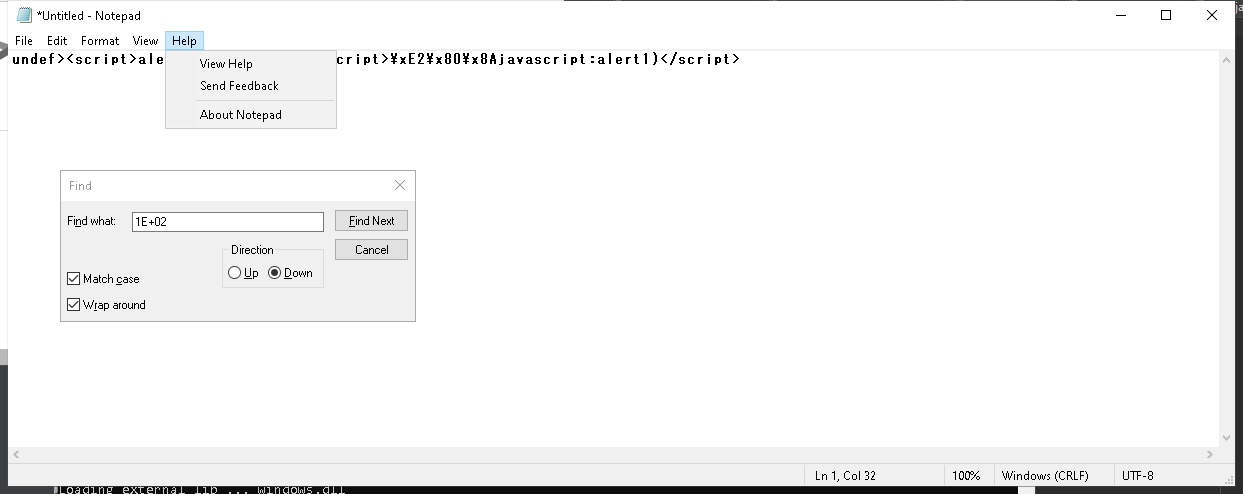 *Untitled - Notepad
File Edit Format View Help
undef><script>ale cript>¥xE2¥x80¥x8Ajavascript:alert1)</script>
View Help
Send Feedback
About Notepad
Find
Find what: 1E+02 Find Next
Cancel
Direction
Up Down
Match case
Wrap around
Ln 1, Col 32 100% Windows (CRLF) UTF-8
Loading external lib ... windows.dll